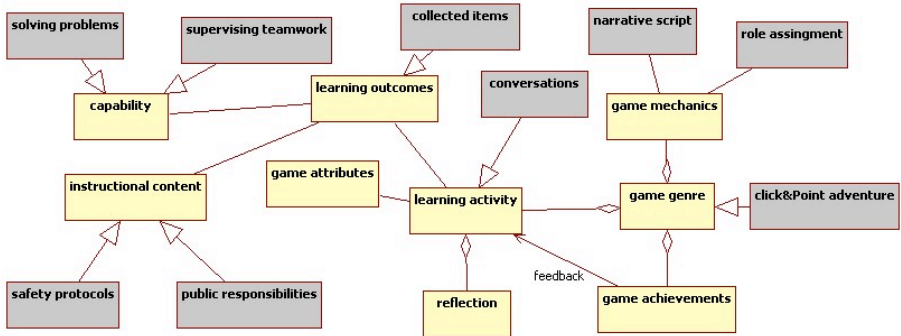 solving problems
supervising teamwork
collected items
narrative script
role assingment
conversations
capability
learning outcomes
game mechanics
game attributes
instructional content
learning activity
game genre
click&Point adventure
feedback
safety protocols
public responsibilities
reflection
game achievements